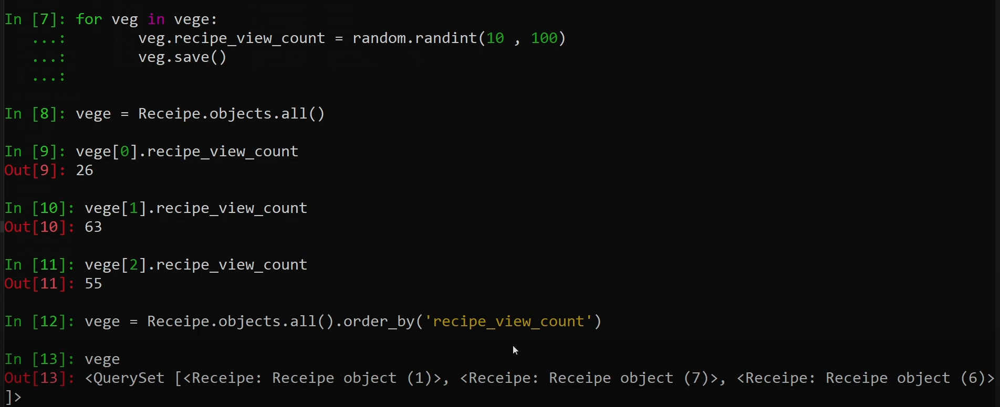 In [7]: for veg in vege:
   ...:        veg.recipe_view_count = random.randint(10 , 100)
   ...:        veg.save()
   ...:
In [8]: vege = Receipe.objects.all()
In [9]: vege[0].recipe_view_count
Out[9]: 26
In [10]: vege[1].recipe_view_count
Out[10]: 63
In [11]: vege[2].recipe_view_count
Out[11]: 55
In [12]: vege = Receipe.objects.all().order_by('recipe_view_count')
In [13]: vege
Out[13]: <QuerySet [<Receipe: Receipe object (1)>, <Receipe: Receipe object (7)>, <Receipe: Receipe object (6)>
]>